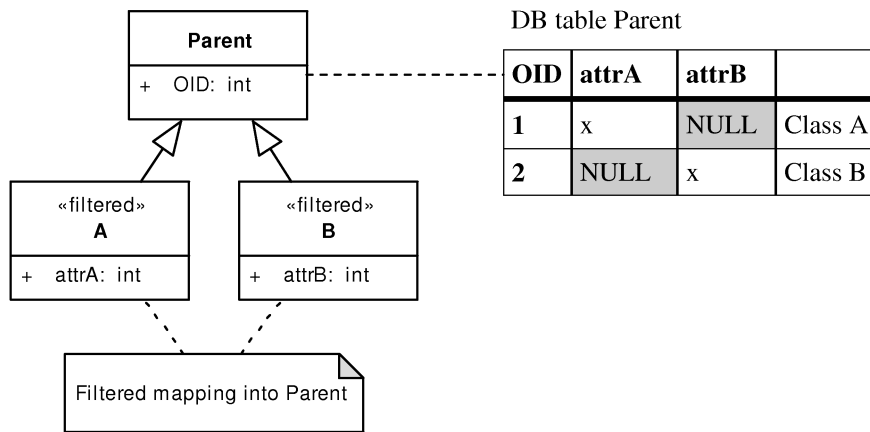 Parent
+ OID: int
«filtered»
A
+ attrA: int
«filtered»
B
+ attrB: int
Filtered mapping into Parent
DB table Parent
OID attrA attrB
1 x NULL Class A
2 NULL x Class B